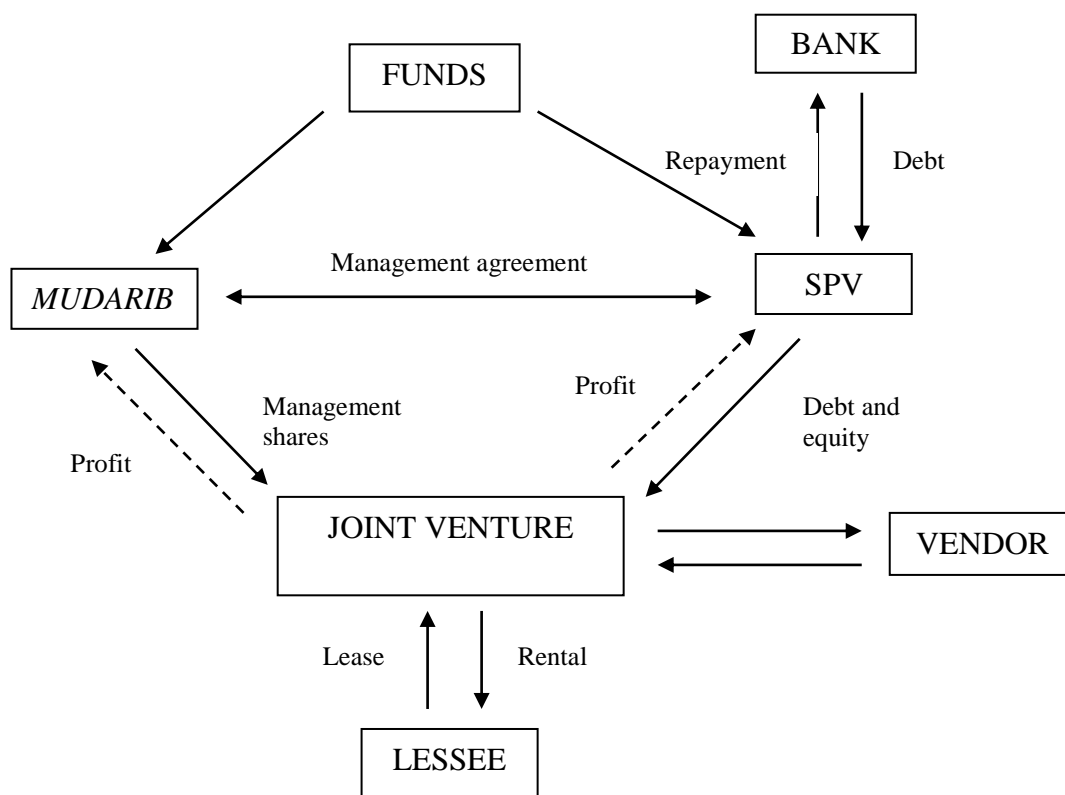 BANK
FUNDS
Repayment
Debt
Management agreement
MUDARIB
SPV
Profit
Management
shares
Debt and
equity
Profit
JOINT VENTURE
VENDOR
Lease
Rental
LESSEE